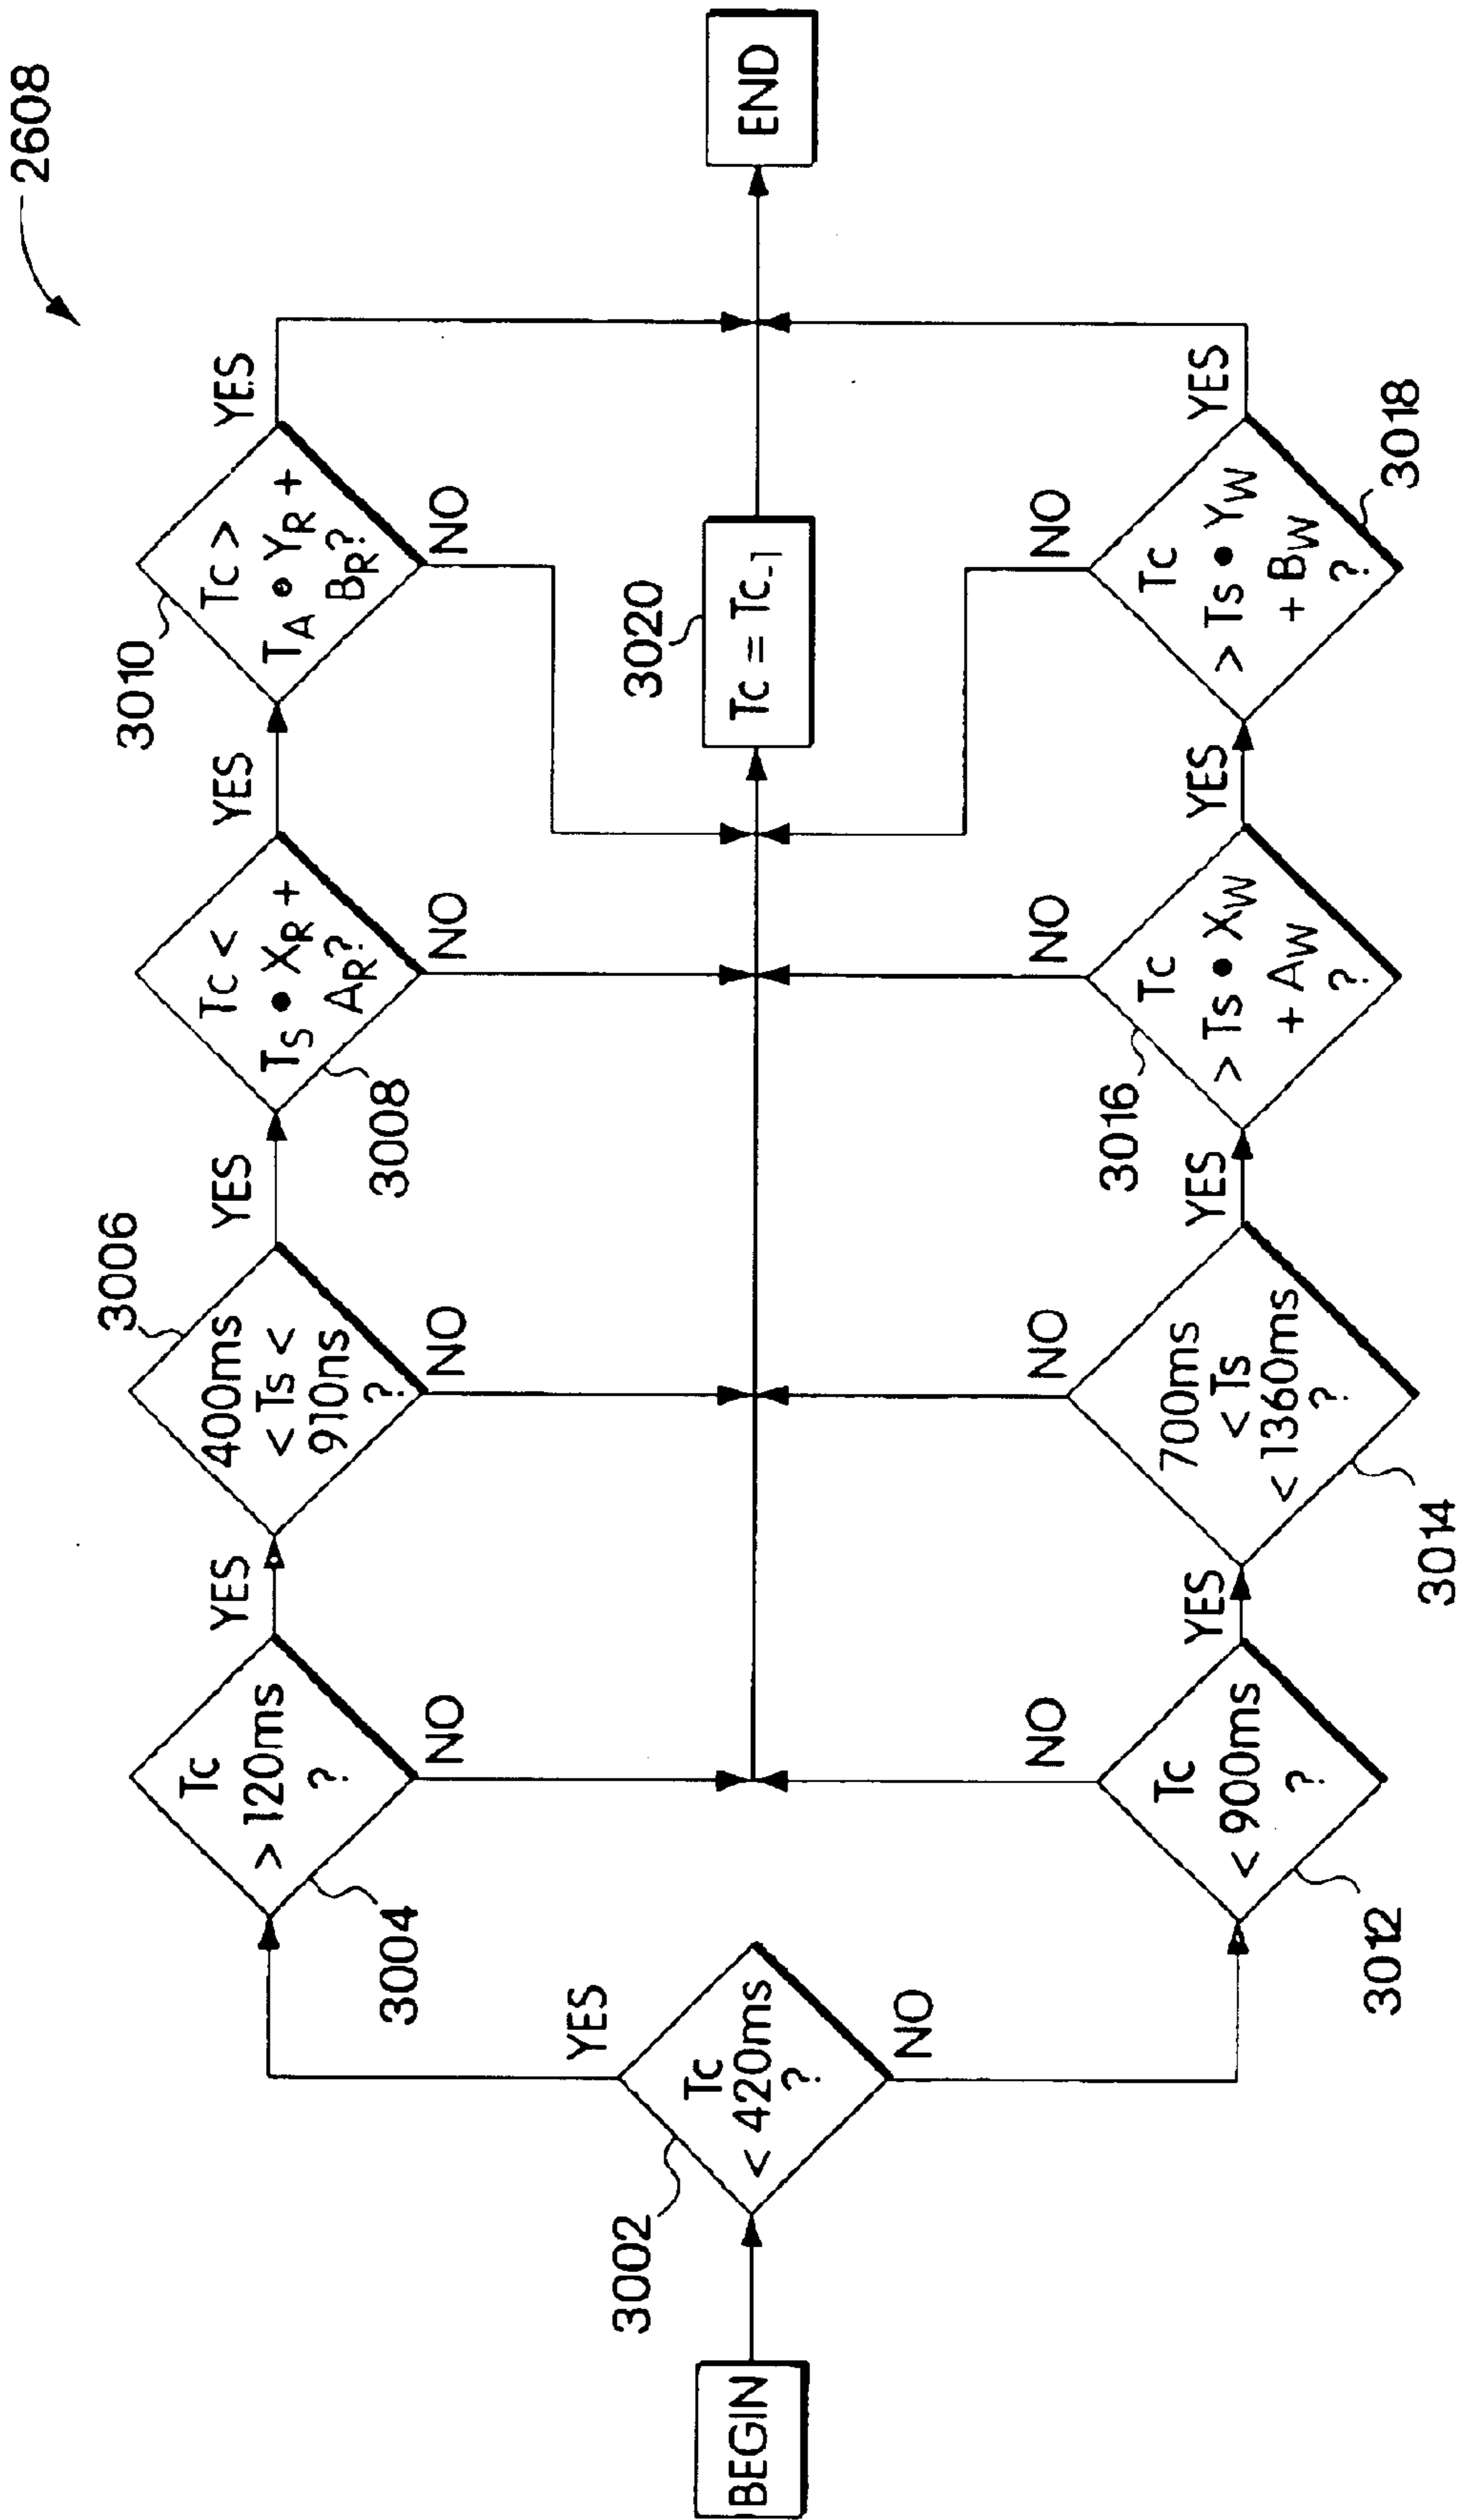 2608
BEGIN
3002
Tc
< 420ms
?
YES
NO
3004
Tc
> 120ms
?
YES
NO
3006
400ms
< Ts <
910ms
?
YES
NO
3008
Tc <
Ts • XR +
AR?
YES
NO
3010
Tc >
TA • YR +
BR?
YES
NO
3012
Tc
< 900ms
?
YES
NO
3014
700ms
< Ts
< 1360ms
?
YES
NO
3016
Tc
> Ts • XW
+ AW
?
YES
NO
3018
Tc
> Ts • YW
+ BW
?
YES
NO
3020
Tc = Tc-1
END